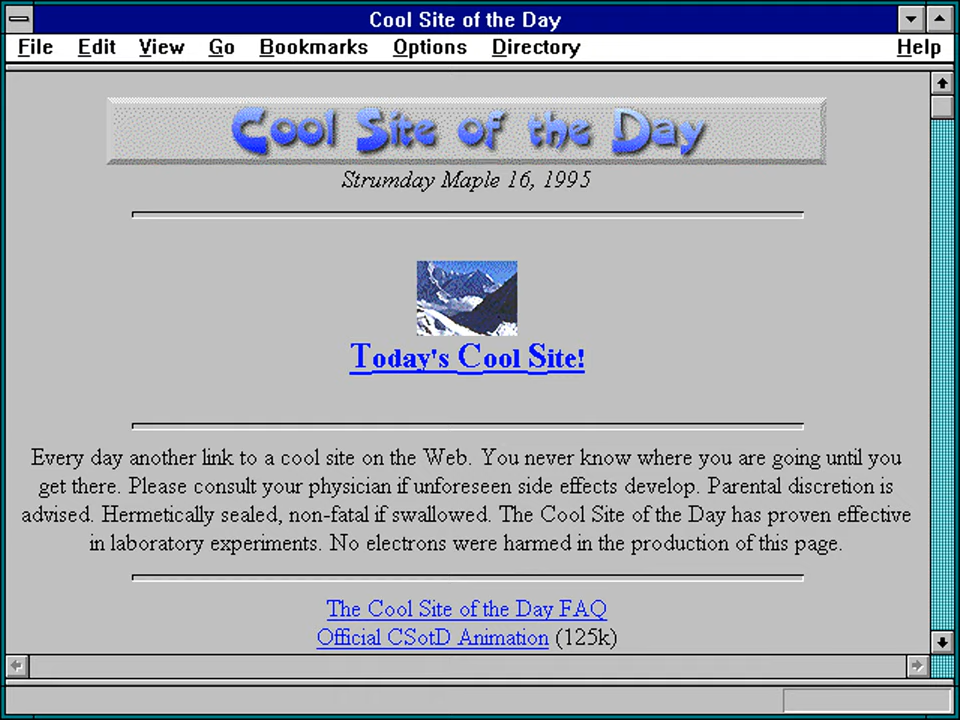 Cool Site of the Day
File Edit View Go Bookmarks Options Directory Help
Cool Site of the Day
Strumday Maple 16, 1995
Today's Cool Site!
Every day another link to a cool site on the Web. You never know where you are going until you
get there. Please consult your physician if unforeseen side effects develop. Parental discretion is
advised. Hermetically sealed, non-fatal if swallowed. The Cool Site of the Day has proven effective
in laboratory experiments. No electrons were harmed in the production of this page.
The Cool Site of the Day FAQ
Official CSotD Animation (125k)